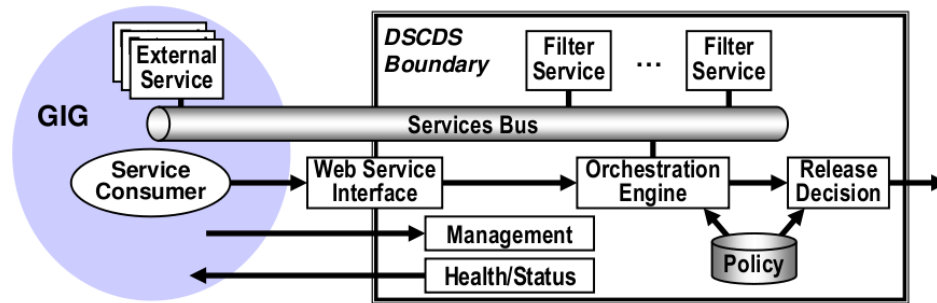 External
Service
GIG
DSCDS
Boundary
Filter
Service
...
Filter
Service
Services Bus
Service
Consumer
Web Service
Interface
Orchestration
Engine
Release
Decision
Management
Health/Status
Policy